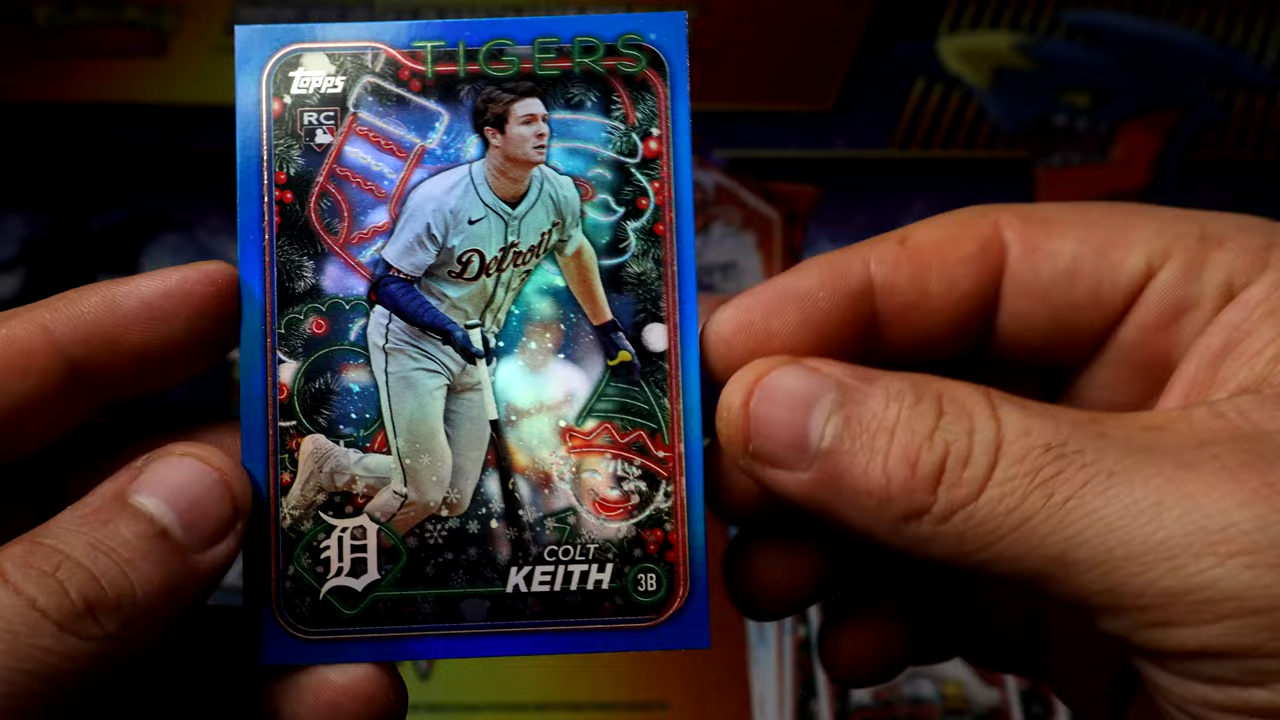 TIGERS
Topps
RC
Detroit
D
COLT
KEITH
3B